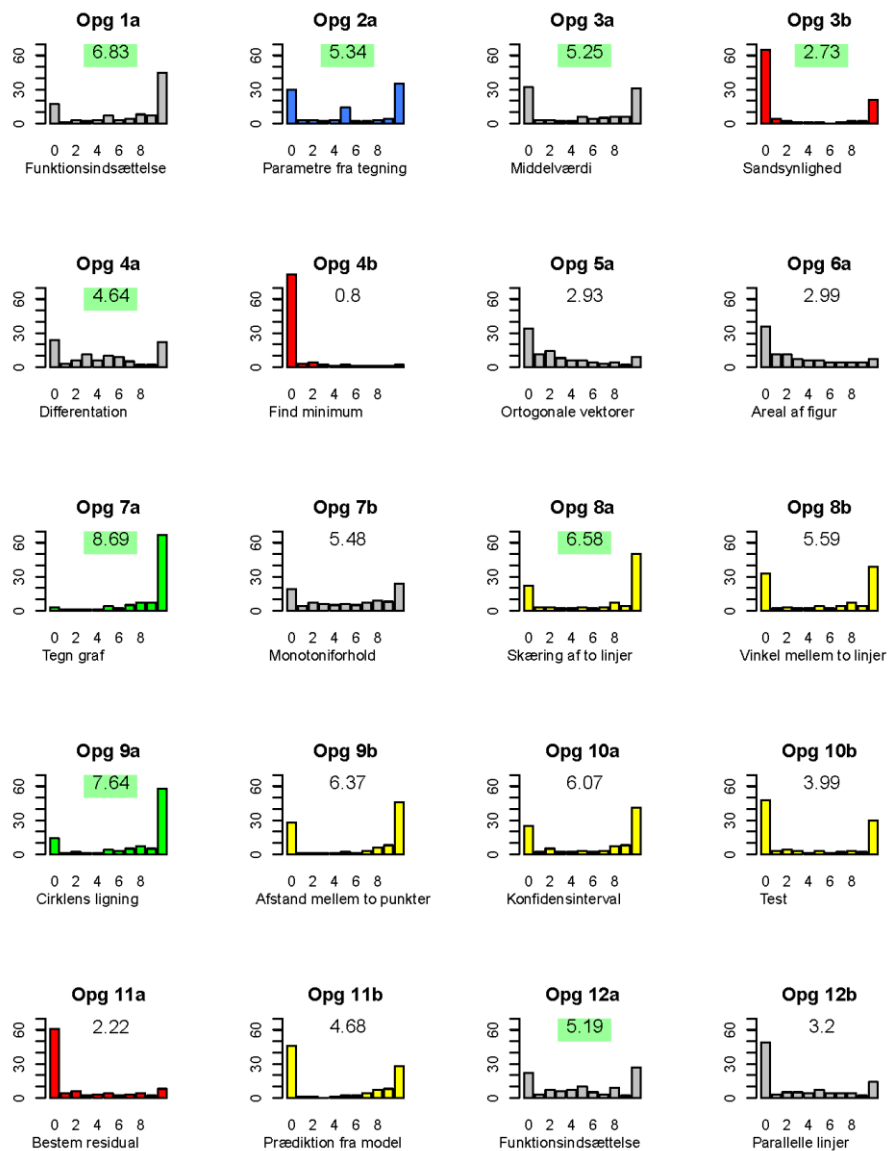 Opg 1a Opg 2a Opg 3a Opg 3b
6.83 5.34 5.25 2.73
0 30 60 0 30 60 0 30 60 0 30 60
0 2 4 6 8 0 2 4 6 8 0 2 4 6 8 0 2 4 6 8
Funktionsindsættelse Parametre fra tegning Middelværdi Sandsynlighed
Opg 4a Opg 4b Opg 5a Opg 6a
4.64 0.8 2.93 2.99
0 30 60 0 30 60 0 30 60 0 30 60
0 2 4 6 8 0 2 4 6 8 0 2 4 6 8 0 2 4 6 8
Differentation Find minimum Ortogonale vektorer Areal af figur
Opg 7a Opg 7b Opg 8a Opg 8b
8.69 5.48 6.58 5.59
0 30 60 0 30 60 0 30 60 0 30 60
0 2 4 6 8 0 2 4 6 8 0 2 4 6 8 0 2 4 6 8
Tegn graf Monotoniforhold Skæring af to linjer Vinkel mellem to linjer
Opg 9a Opg 9b Opg 10a Opg 10b
7.64 6.37 6.07 3.99
0 30 60 0 30 60 0 30 60 0 30 60
0 2 4 6 8 0 2 4 6 8 0 2 4 6 8 0 2 4 6 8
Cirklens ligning Afstand mellem to punkter Konfidensinterval Test
Opg 11a Opg 11b Opg 12a Opg 12b
2.22 4.68 5.19 3.2
0 30 60 0 30 60 0 30 60 0 30 60
0 2 4 6 8 0 2 4 6 8 0 2 4 6 8 0 2 4 6 8
Bestem residual Prædiktion fra model Funktionsindsættelse Parallelle linjer